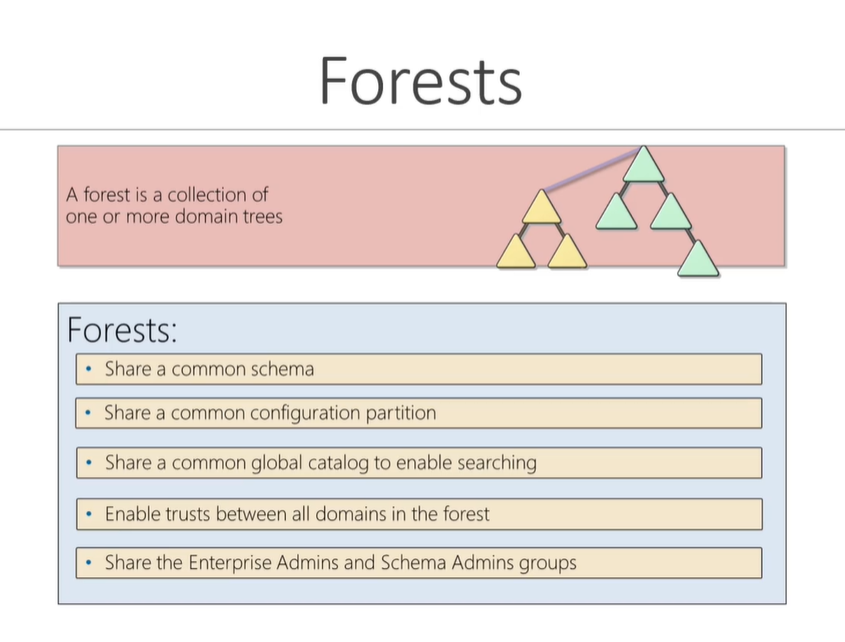 Forests
A forest is a collection of
one or more domain trees
Forests:
• Share a common schema
• Share a common configuration partition
• Share a common global catalog to enable searching
• Enable trusts between all domains in the forest
• Share the Enterprise Admins and Schema Admins groups